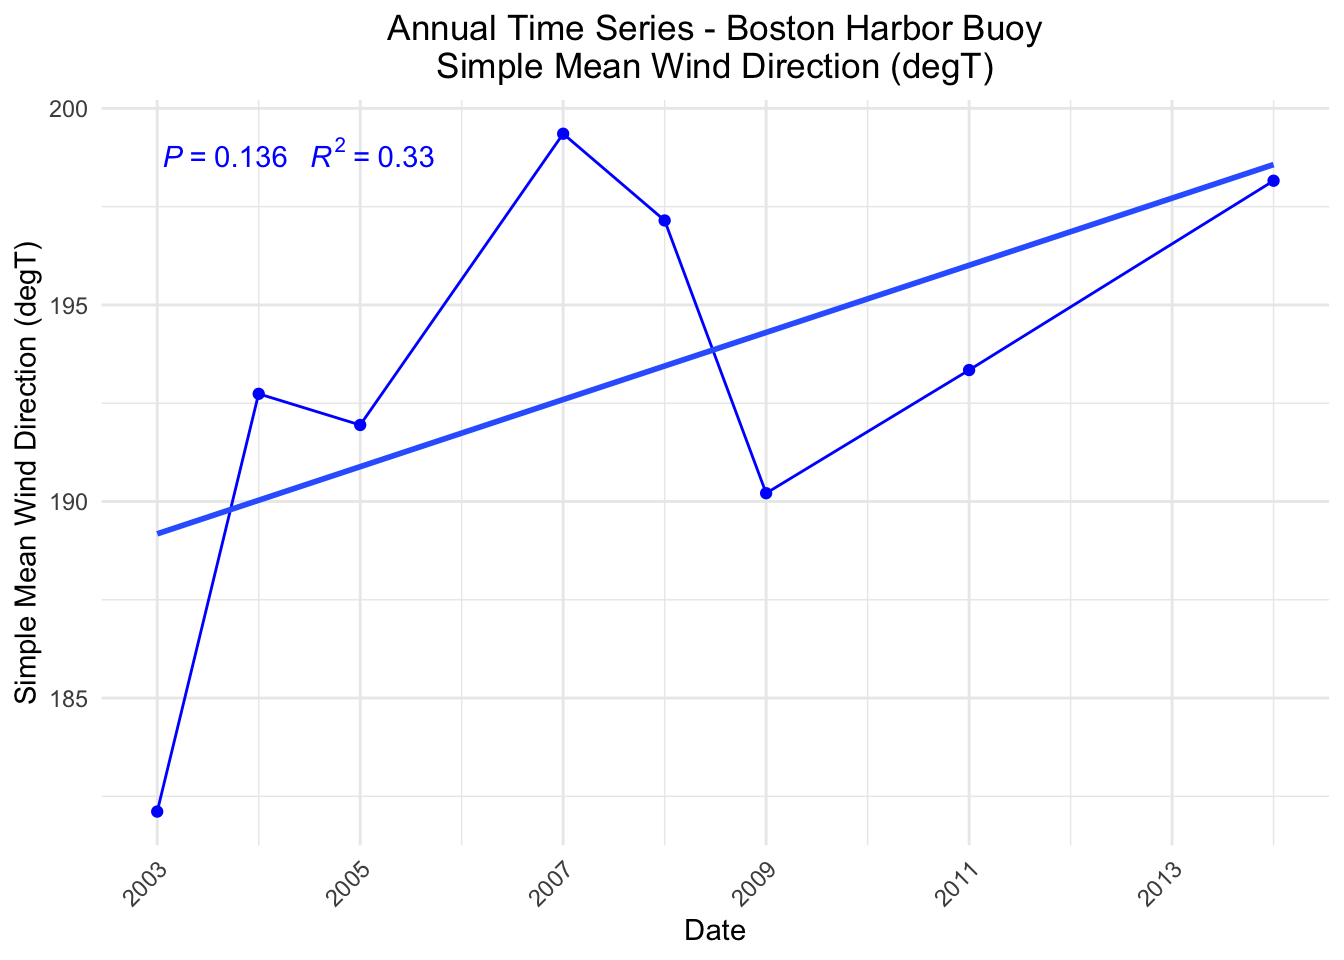 Annual Time Series - Boston Harbor Buoy
Simple Mean Wind Direction (degT)
P = 0.136 R² = 0.33
Simple Mean Wind Direction (degT)
200
195
190
185
2003
2005
2007
2009
2011
2013
Date